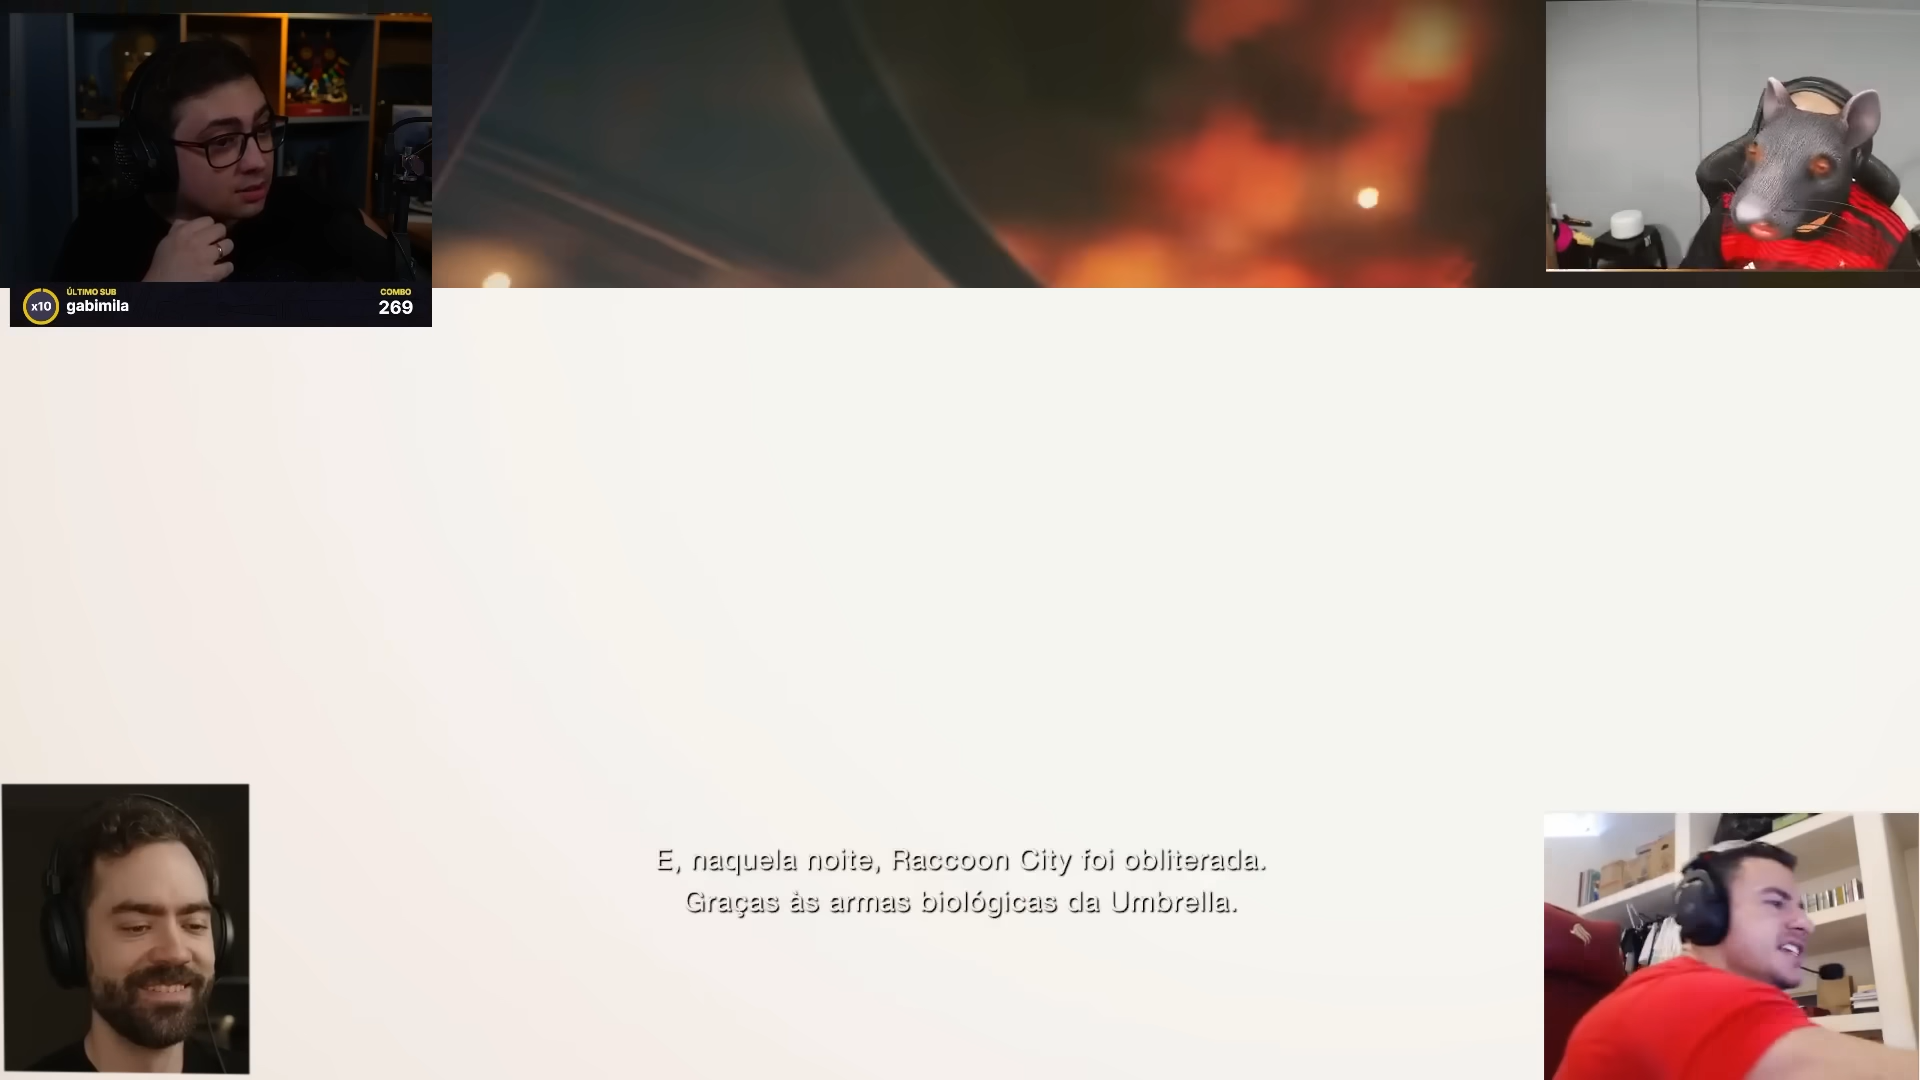 x10
ÚLTIMO SUB
gabimila
COMBO
269
E, naquela noite, Raccoon City foi obliterada.
Graças às armas biológicas da Umbrella.